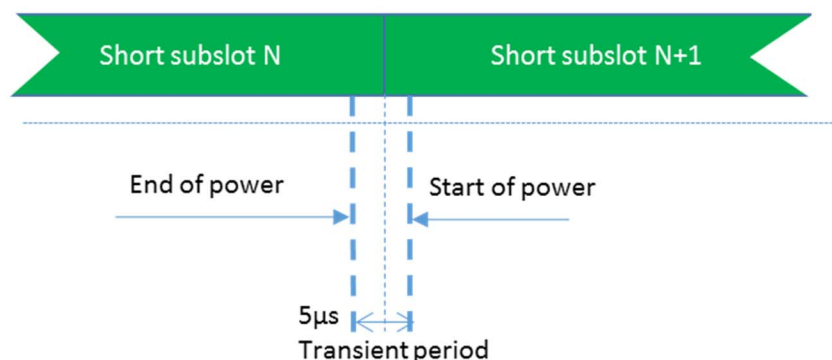 Short subslot N
Short subslot N+1
End of power
Start of power
5µs
Transient period